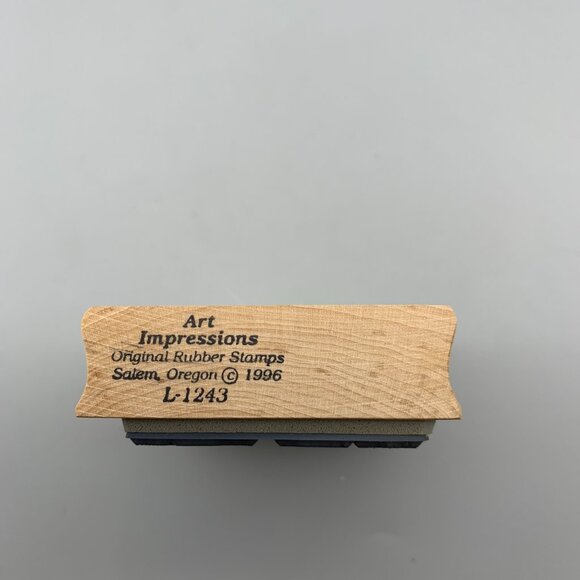 Art
Impressions
Original Rubber Stamps
Salem, Oregon © 1996
L-1243